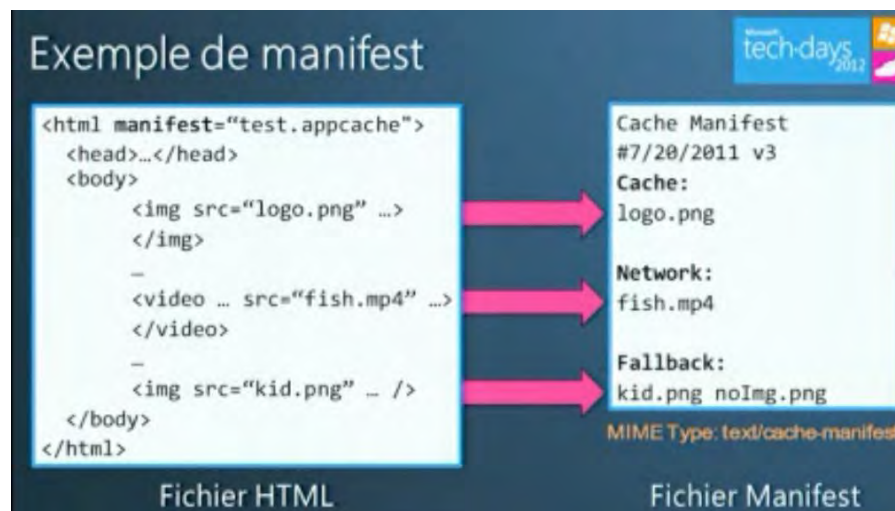 Exemple de manifest
Microsoft
tech·days
2012
<html manifest="test.appcache">
<head>…</head>
<body>
<img src="logo.png" …>
</img>
…
<video … src="fish.mp4" …>
</video>
…
<img src="kid.png" … />
</body>
</html>
Fichier HTML
Cache Manifest
#7/20/2011 v3
Cache:
logo.png
Network:
fish.mp4
Fallback:
kid.png noImg.png
MIME Type: text/cache-manifest
Fichier Manifest